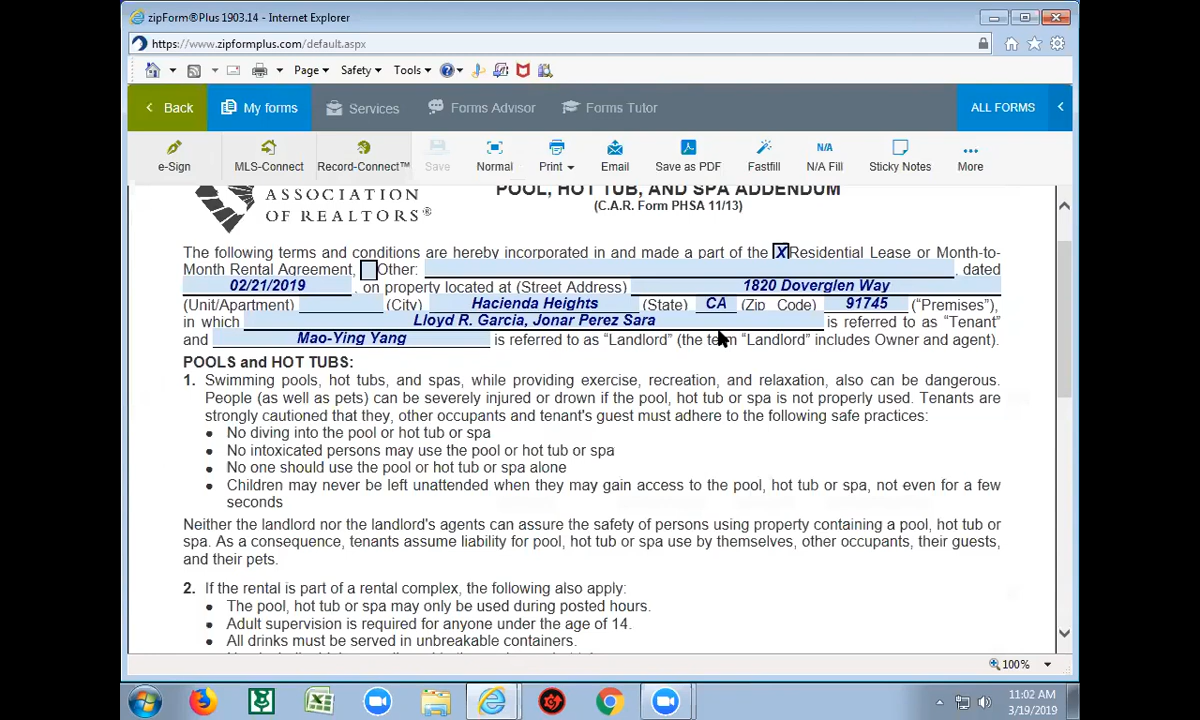 zipForm®Plus 1903.14 - Internet Explorer
https://www.zipformplus.com/default.aspx
Page Safety Tools
Back My forms Services Forms Advisor Forms Tutor ALL FORMS
N/A
e-Sign MLS-Connect Record-Connect™ Save Normal Print Email Save as PDF Fastfill N/A Fill Sticky Notes More
ASSOCIATION POOL, HOT TUB, AND SPA ADDENDUM
OF REALTORS® (C.A.R. Form PHSA 11/13)
The following terms and conditions are hereby incorporated in and made a part of the X Residential Lease or Month-to-
Month Rental Agreement, Other: , dated
02/21/2019 , on property located at (Street Address) 1820 Doverglen Way
(Unit/Apartment) (City) Hacienda Heights (State) CA (Zip Code) 91745 (“Premises”),
in which Lloyd R. Garcia, Jonar Perez Sara is referred to as “Tenant”
and Mao-Ying Yang is referred to as “Landlord” (the term “Landlord” includes Owner and agent).
POOLS and HOT TUBS:
1. Swimming pools, hot tubs, and spas, while providing exercise, recreation, and relaxation, also can be dangerous.
People (as well as pets) can be severely injured or drown if the pool, hot tub or spa is not properly used. Tenants are
strongly cautioned that they, other occupants and tenant's guest must adhere to the following safe practices:
• No diving into the pool or hot tub or spa
• No intoxicated persons may use the pool or hot tub or spa
• No one should use the pool or hot tub or spa alone
• Children may never be left unattended when they may gain access to the pool, hot tub or spa, not even for a few
seconds
Neither the landlord nor the landlord's agents can assure the safety of persons using property containing a pool, hot tub or
spa. As a consequence, tenants assume liability for pool, hot tub or spa use by themselves, other occupants, their guests,
and their pets.
2. If the rental is part of a rental complex, the following also apply:
• The pool, hot tub or spa may only be used during posted hours.
• Adult supervision is required for anyone under the age of 14.
• All drinks must be served in unbreakable containers.
100%
11:02 AM
3/19/2019